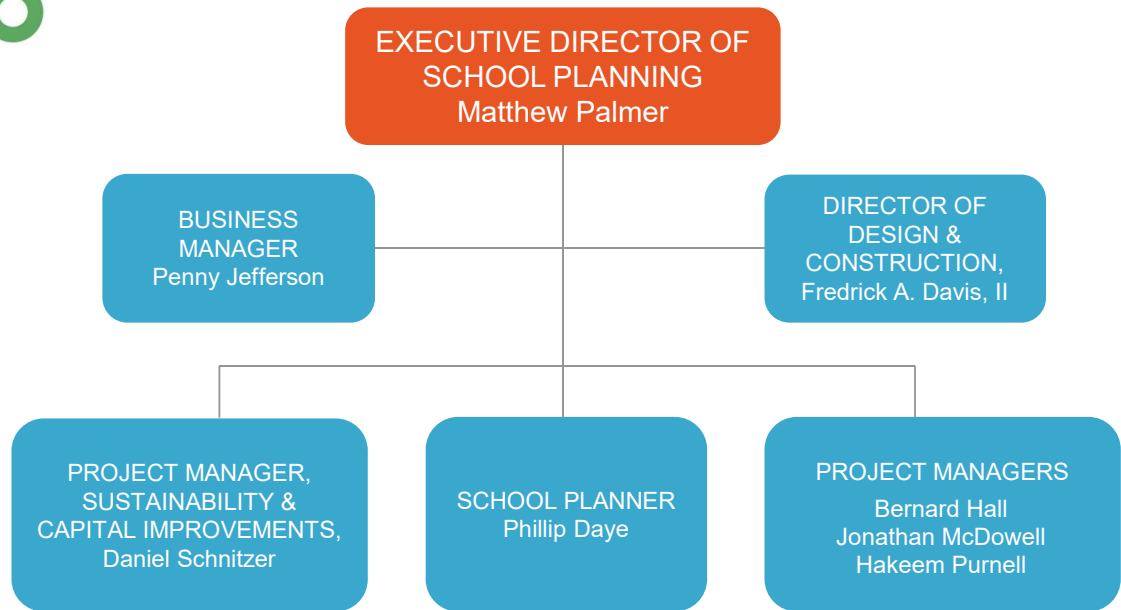 EXECUTIVE DIRECTOR OF
SCHOOL PLANNING
Matthew Palmer
BUSINESS
MANAGER
Penny Jefferson
DIRECTOR OF
DESIGN &
CONSTRUCTION,
Fredrick A. Davis, II
PROJECT MANAGER,
SUSTAINABILITY &
CAPITAL IMPROVEMENTS,
Daniel Schnitzer
SCHOOL PLANNER
Phillip Daye
PROJECT MANAGERS
Bernard Hall
Jonathan McDowell
Hakeem Purnell